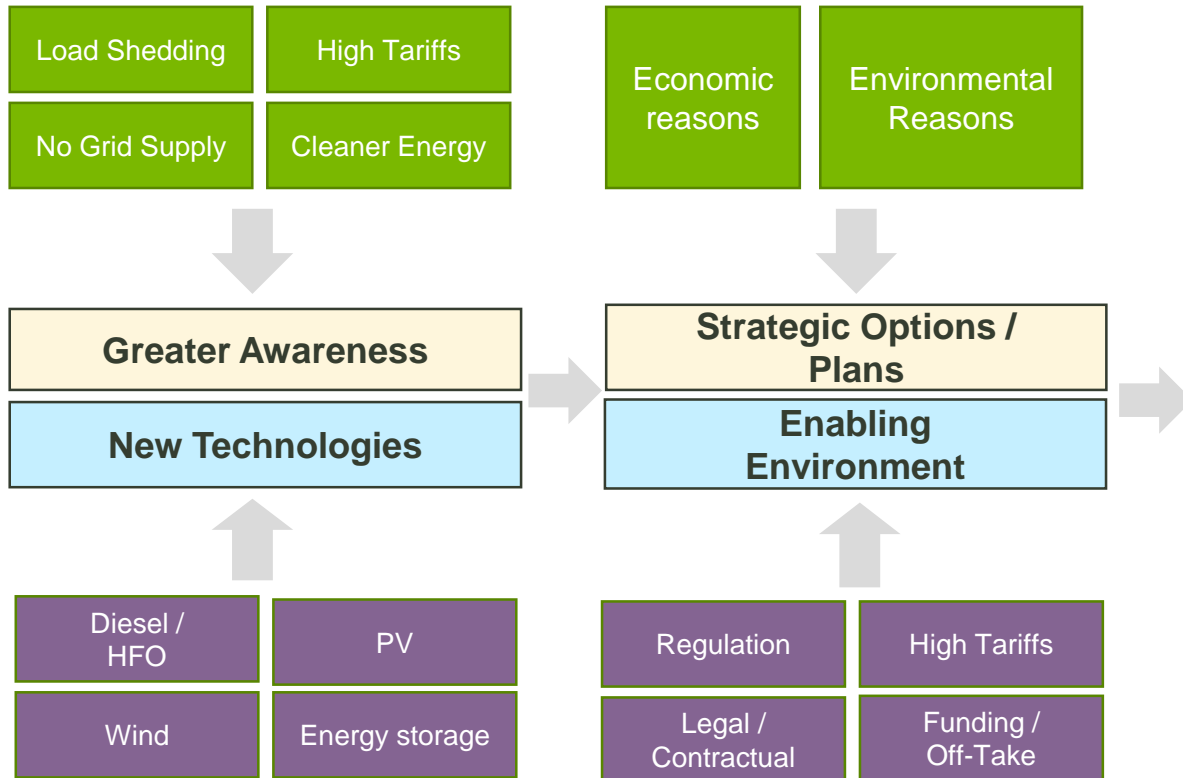 Load Shedding
High Tariffs
No Grid Supply
Cleaner Energy
Economic
reasons
Environmental
Reasons
Greater Awareness
New Technologies
Strategic Options /
Plans
Enabling
Environment
Diesel /
HFO
PV
Wind
Energy storage
Regulation
High Tariffs
Legal /
Contractual
Funding /
Off-Take